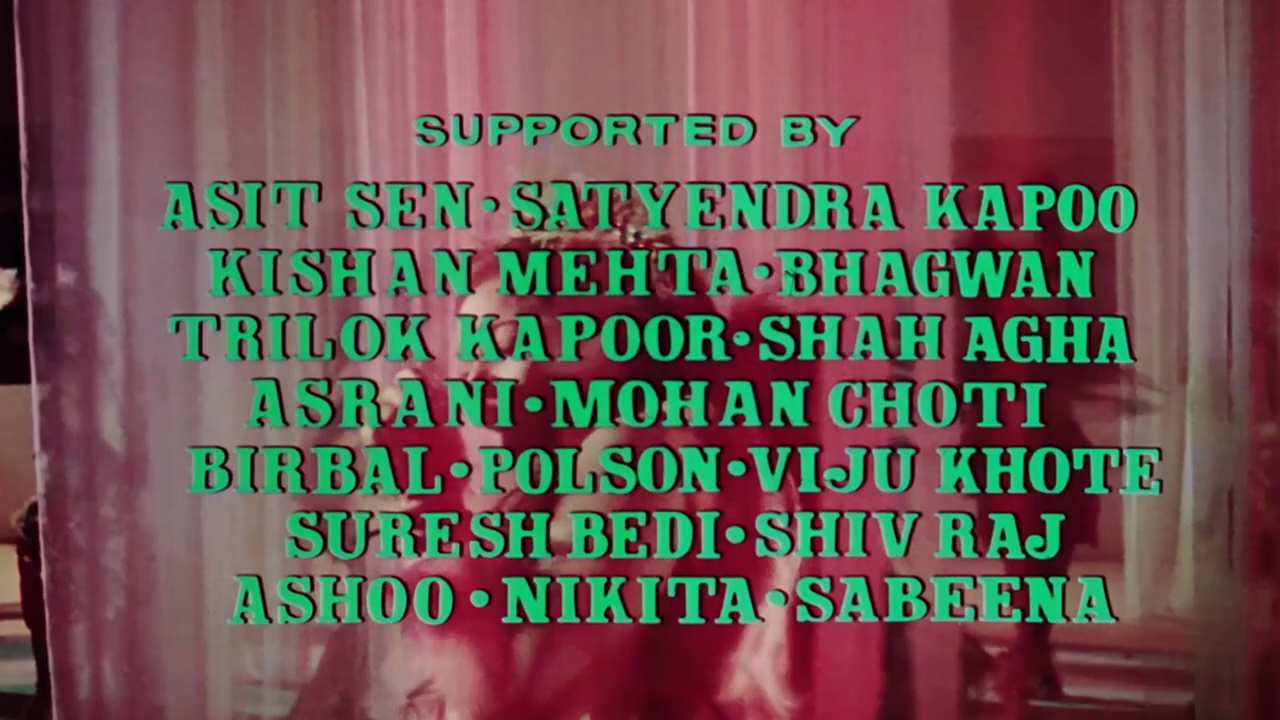 SUPPORTED BY
ASIT SEN·SATYENDRA KAPOO
KISHAN MEHTA·BHAGWAN
TRILOK KAPOOR·SHAH AGHA
ASRANI·MOHAN CHOTI
BIRBAL·POLSON·VIJU KHOTE
SURESH BEDI·SHIV RAJ
ASHOO·NIKITA·SABEENA